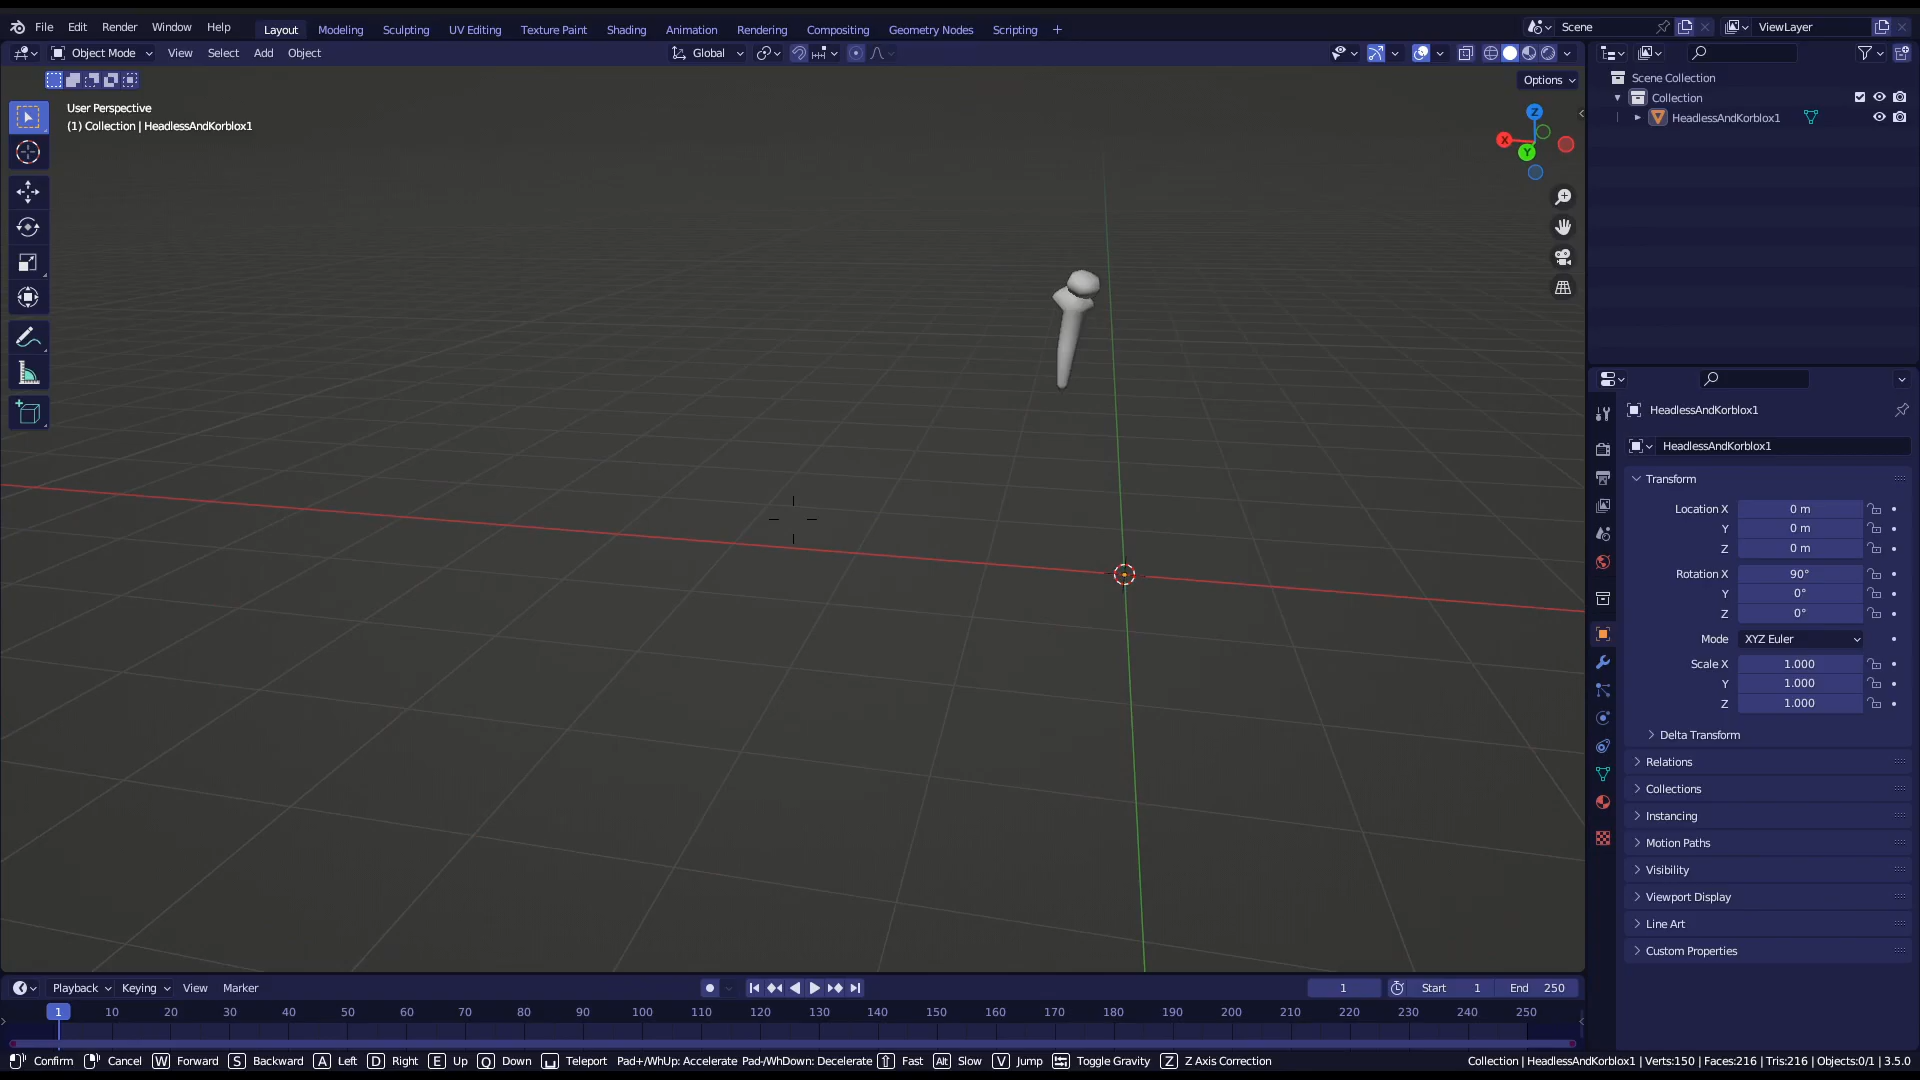 File Edit Render Window Help Layout Modeling Sculpting UV Editing Texture Paint Shading Animation Rendering Compositing Geometry Nodes Scripting + Scene ViewLayer
Object Mode View Select Add Object Global
Options
User Perspective
(1) Collection | HeadlessAndKorblox1
Z
X
Y
Scene Collection
Collection
HeadlessAndKorblox1
HeadlessAndKorblox1
HeadlessAndKorblox1
Transform
Location X 0 m
Y 0 m
Z 0 m
Rotation X 90°
Y 0°
Z 0°
Mode XYZ Euler
Scale X 1.000
Y 1.000
Z 1.000
Delta Transform
Relations
Collections
Instancing
Motion Paths
Visibility
Viewport Display
Line Art
Custom Properties
Playback Keying View Marker 1 Start 1 End 250
1 10 20 30 40 50 60 70 80 90 100 110 120 130 140 150 160 170 180 190 200 210 220 230 240 250
Confirm Cancel W Forward S Backward A Left D Right E Up Q Down Teleport Pad+/WhUp: Accelerate Pad-/WhDown: Decelerate Fast Alt Slow V Jump Toggle Gravity Z Z Axis Correction Collection | HeadlessAndKorblox1 | Verts:150 | Faces:216 | Tris:216 | Objects:0/1 | 3.5.0